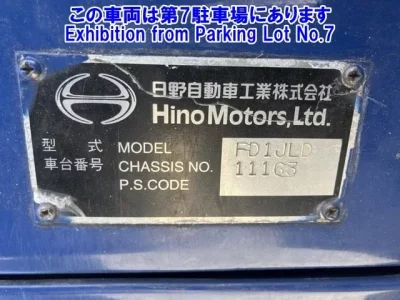 この車両は第7駐車場にあります
Exhibition from Parking Lot No.7
日野自動車工業株式会社
Hino Motors, Ltd.
型式 MODEL FD1JLD
車台番号 CHASSIS NO. 11163
P.S.CODE